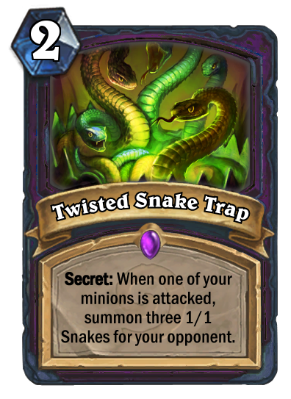 2
Twisted Snake Trap
Secret: When one of your
minions is attacked,
summon three 1/1
Snakes for your opponent.